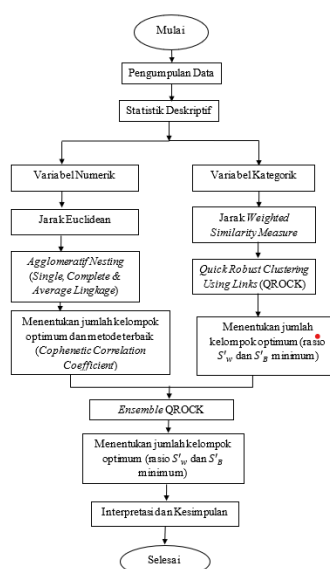 Mulai
Pengumpulan Data
Statistik Deskriptif
Variabel Numerik
Jarak Euclidean
Agglomeratif Nesting
(Single, Complete &
Average Lingkage)
Menentukan jumlah kelompok
optimum dan metode terbaik
(Cophenetic Correlation
Coefficient)
Variabel Kategorik
Jarak Weighted
Similarity Measure
Quick Robust Clustering
Using Links (QROCK)
Menentukan jumlah
kelompok optimum (rasio
S'w dan S'B minimum)
Ensemble QROCK
Menentukan jumlah kelompok
optimum (rasio S'w dan S'B
minimum)
Interpretasi dan Kesimpulan
Selesai